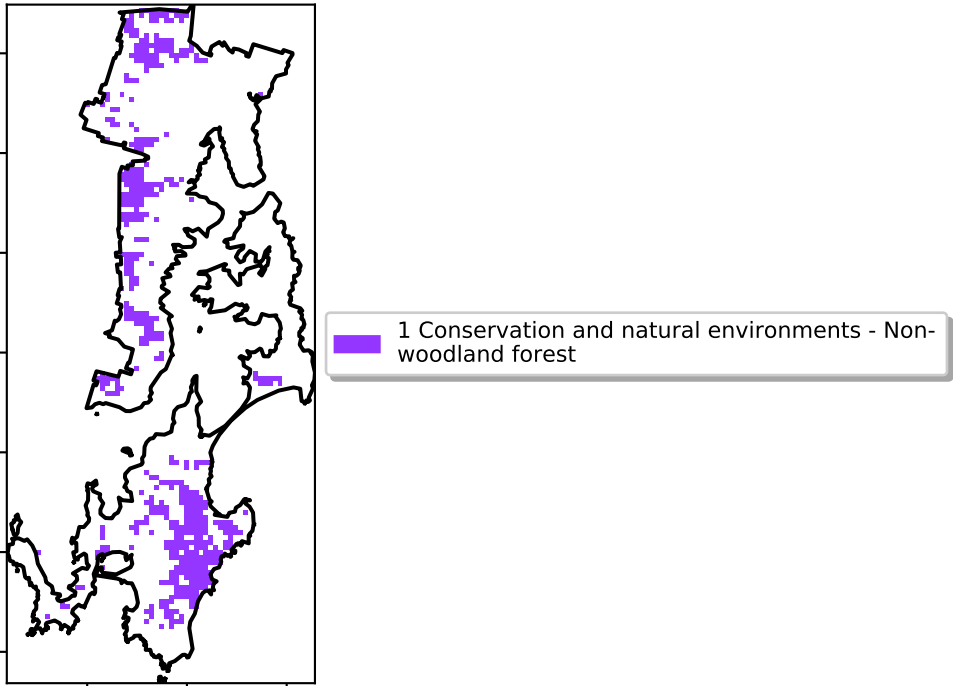 1 Conservation and natural environments - Non-
woodland forest